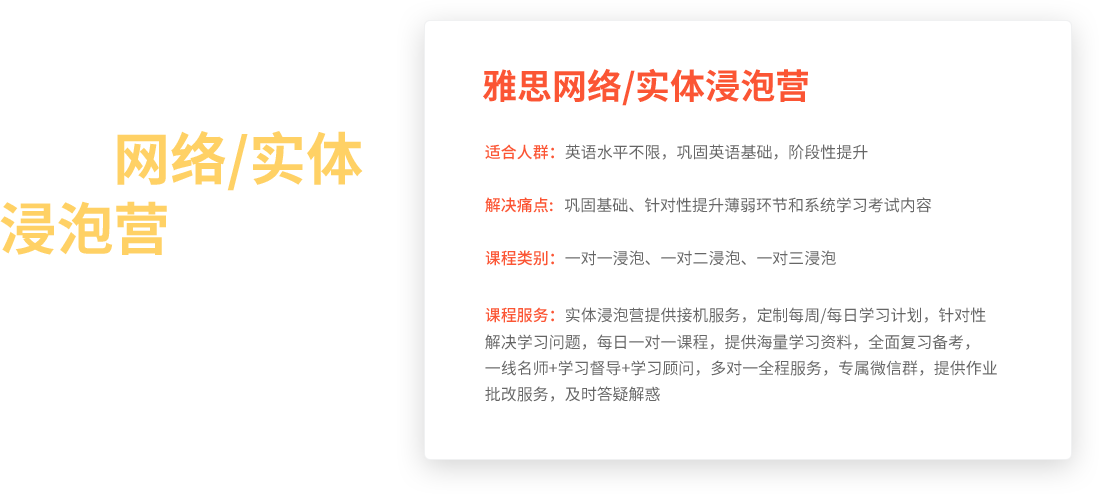 网络/实体
浸泡营
雅思网络/实体浸泡营
适合人群：英语水平不限，巩固英语基础，阶段性提升
解决痛点：巩固基础、针对性提升薄弱环节和系统学习考试内容
课程类别：一对一浸泡、一对二浸泡、一对三浸泡
课程服务：实体浸泡营提供接机服务，定制每周/每日学习计划，针对性
解决学习问题，每日一对一课程，提供海量学习资料，全面复习备考，
一线名师+学习督导+学习顾问，多对一全程服务，专属微信群，提供作业
批改服务，及时答疑解惑